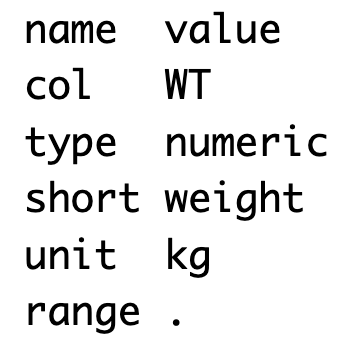 name  value
col   WT
type  numeric
short weight
unit  kg
range .